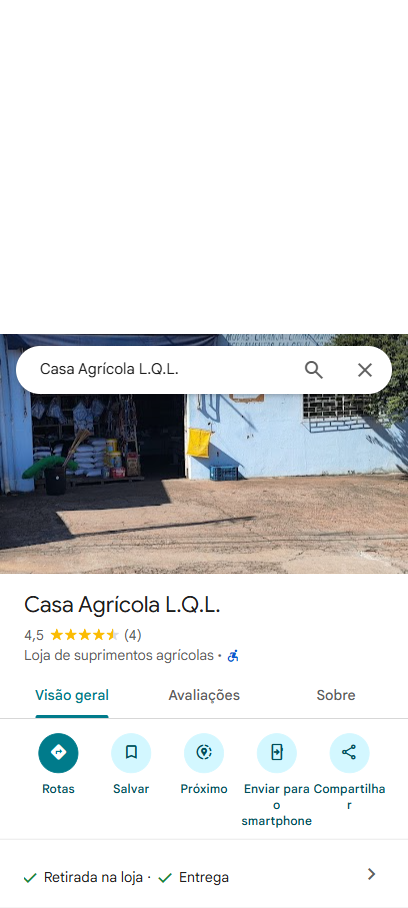 Casa Agrícola L.Q.L.
Casa Agrícola L.Q.L.
4,5 (4)
Loja de suprimentos agrícolas ·
Visão geral
Avaliações
Sobre
Rotas
Salvar
Próximo
Enviar para
o
smartphone
Compartilha
r
Retirada na loja · Entrega